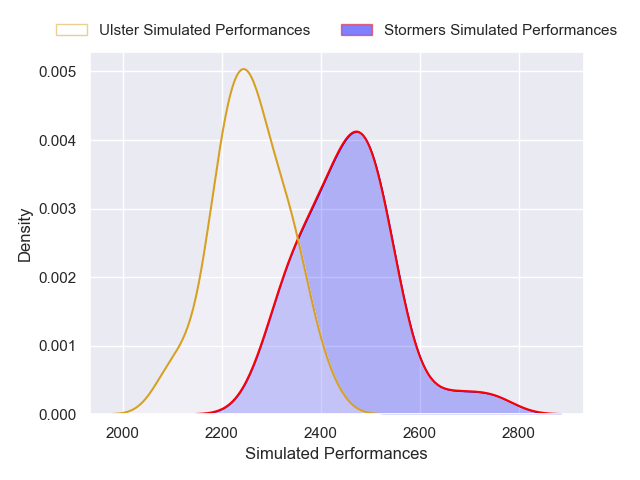 Ulster Simulated Performances Stormers Simulated Performances
0.005
0.004
0.003
0.002
0.001
0.000
Density
2000 2200 2400 2600 2800
Simulated Performances